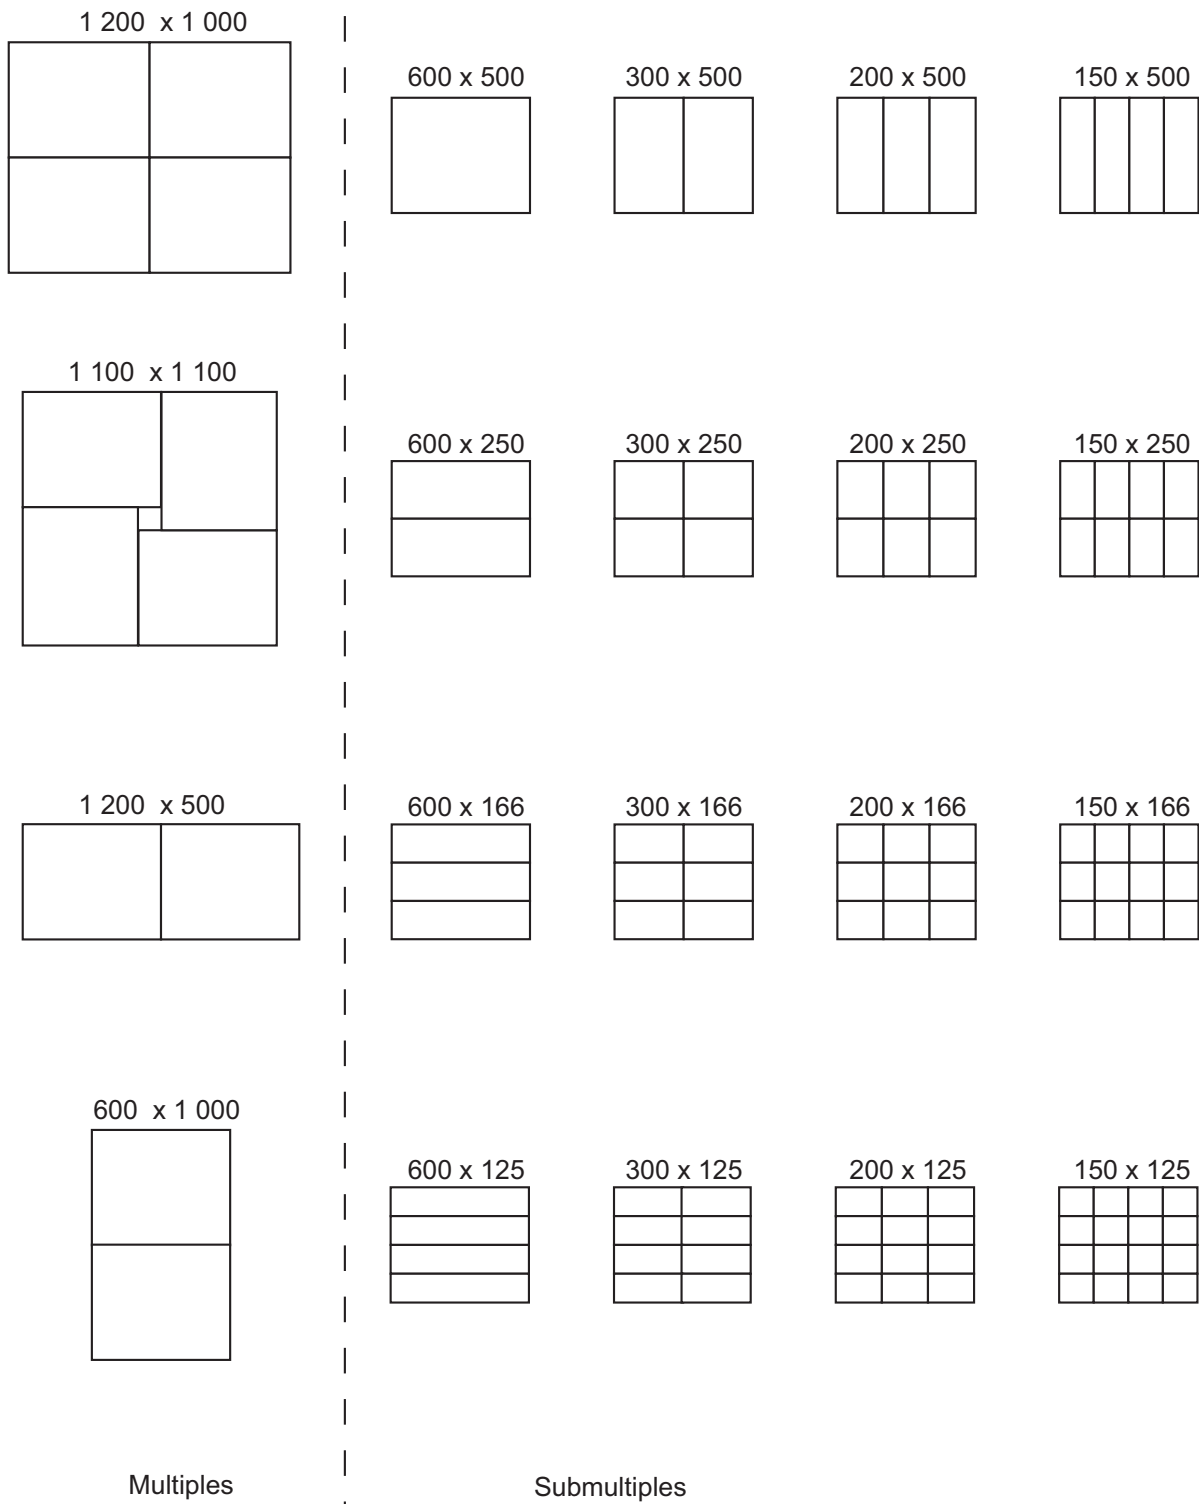 1 200 x 1 000
600 x 500 300 x 500 200 x 500 150 x 500
1 100 x 1 100
600 x 250 300 x 250 200 x 250 150 x 250
1 200 x 500 600 x 166 300 x 166 200 x 166 150 x 166
600 x 1 000
600 x 125 300 x 125 200 x 125 150 x 125
Multiples Submultiples